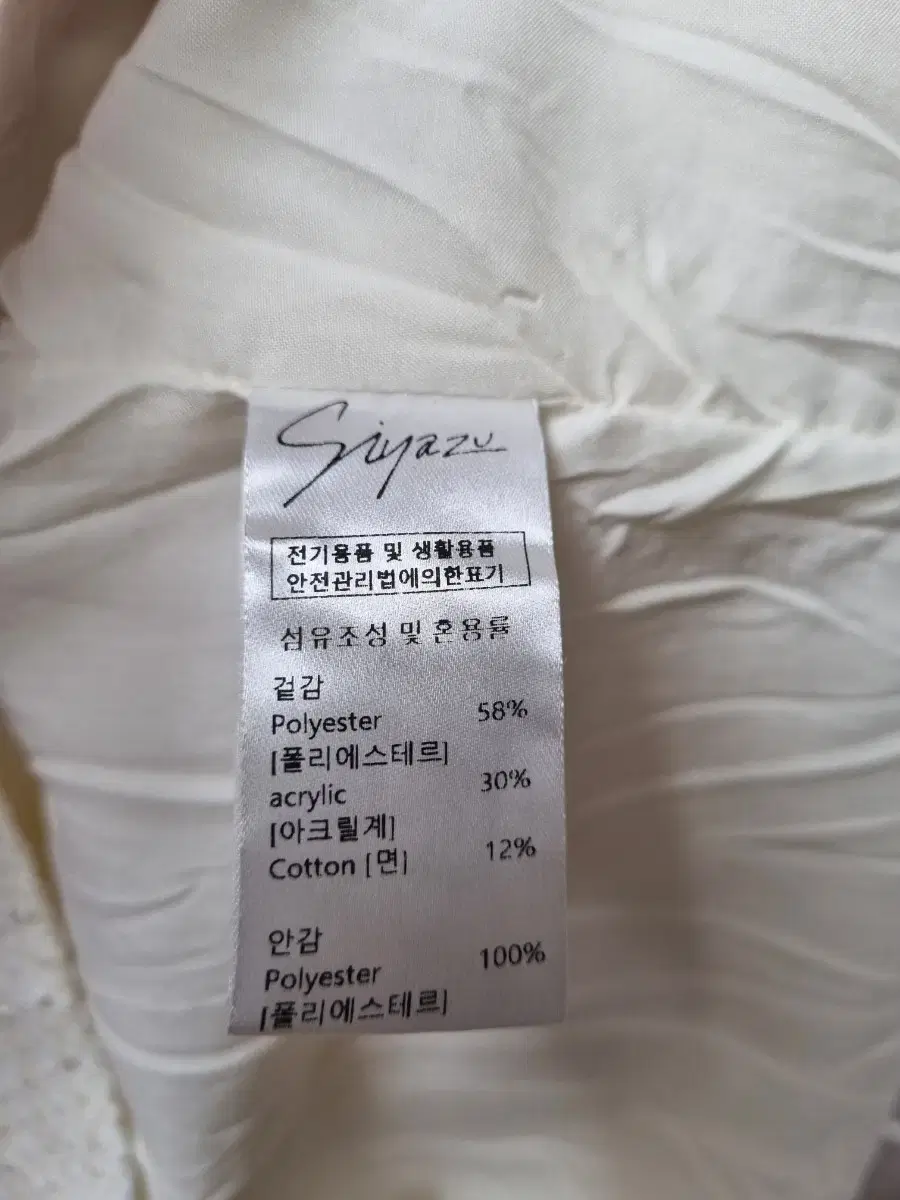 Siyazu
전기용품 및 생활용품
안전관리법에의한표기
섬유조성 및 혼용률
겉감
Polyester 58%
[폴리에스테르]
acrylic 30%
[아크릴계]
Cotton [면] 12%
안감
Polyester 100%
[폴리에스테르]